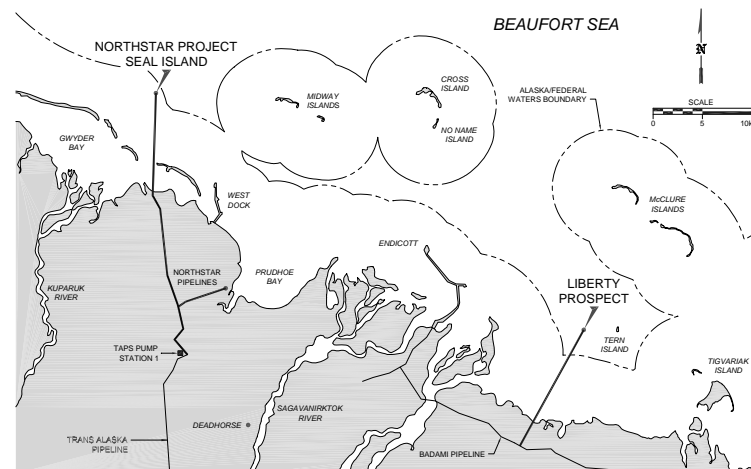 BEAUFORT SEA
NORTHSTAR PROJECT
SEAL ISLAND
N
MIDWAY
ISLANDS
CROSS
ISLAND
NO NAME
ISLAND
ALASKA/FEDERAL
WATERS BOUNDARY
SCALE
0 5 10k
GWYDER
BAY
WEST
DOCK
McCLURE
ISLANDS
ENDICOTT
KUPARUK
RIVER
NORTHSTAR
PIPELINES
PRUDHOE
BAY
LIBERTY
PROSPECT
TAPS PUMP
STATION 1
TERN
ISLAND
TIGVARIAK
ISLAND
DEADHORSE
SAGAVANIRKTOK
RIVER
TRANS ALASKA
PIPELINE
BADAMI PIPELINE